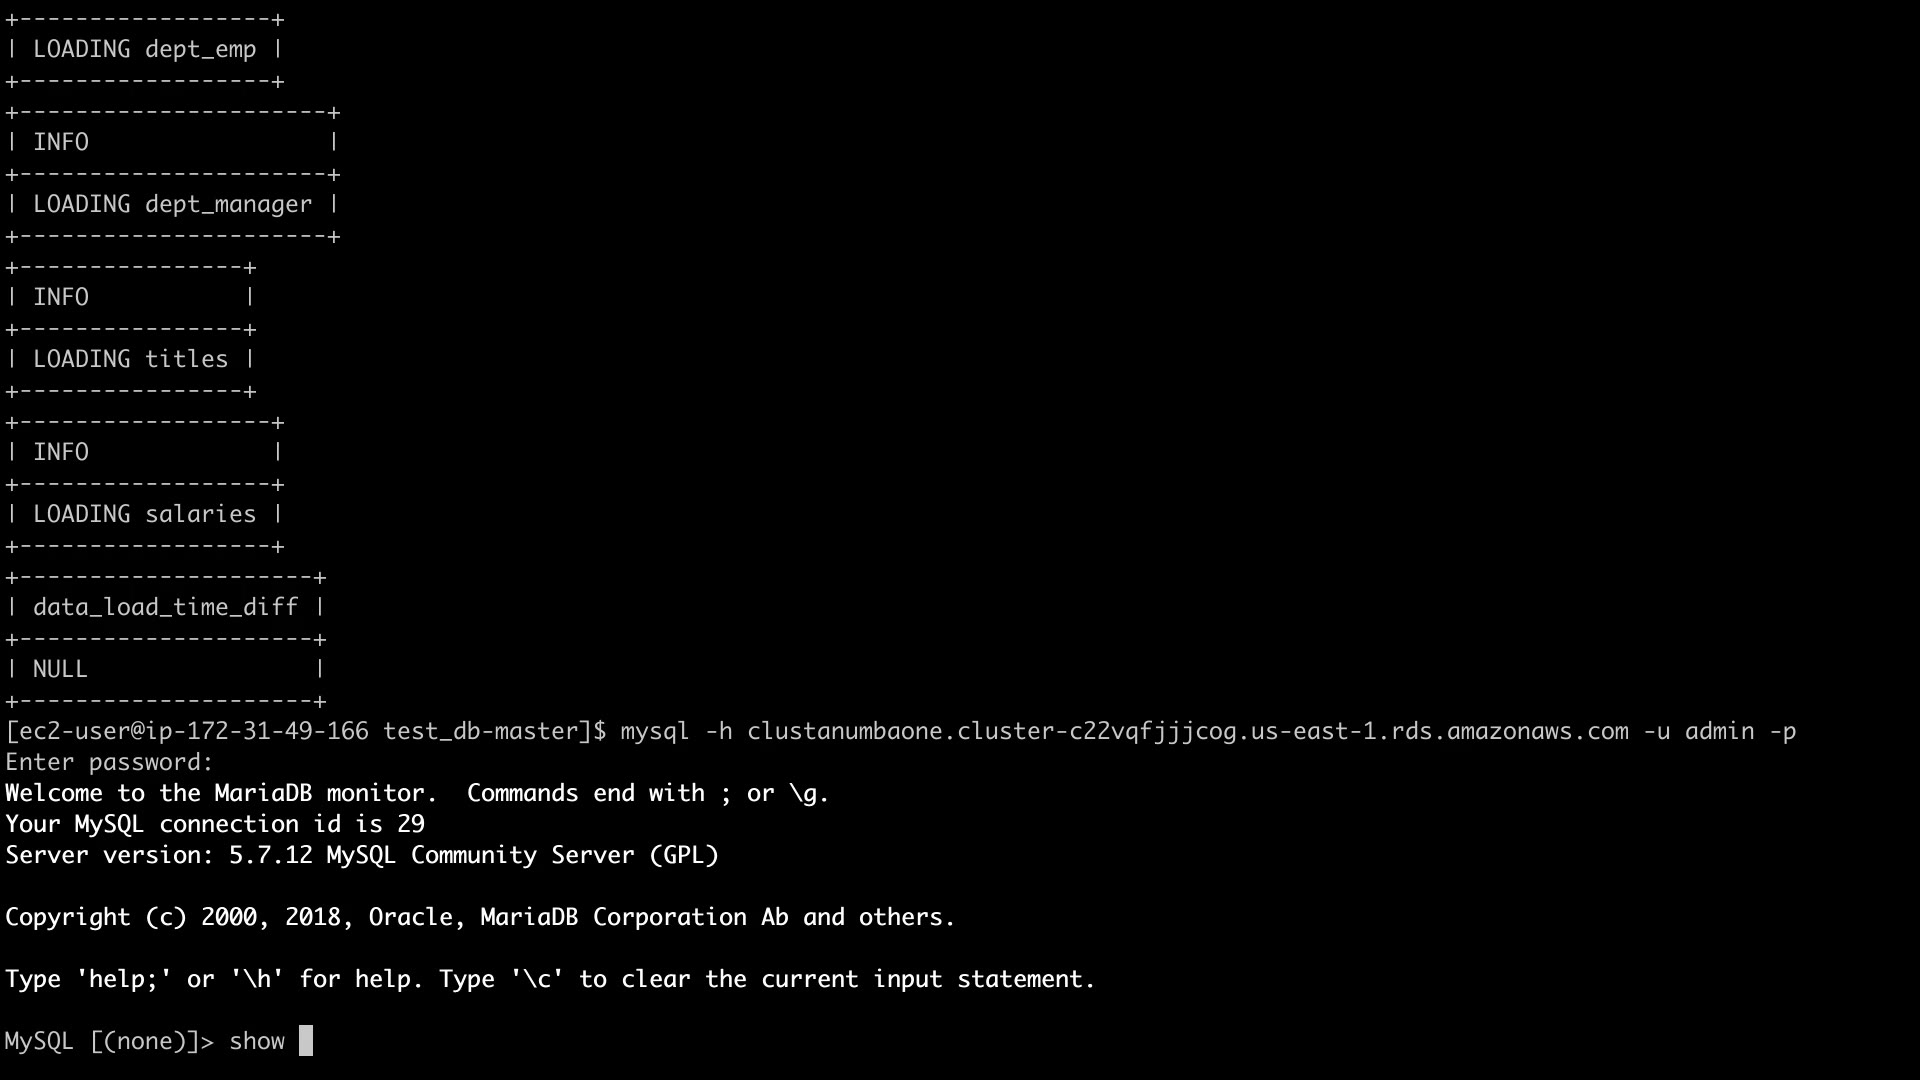 +------------------+
| LOADING dept_emp |
+------------------+
+----------------------+
| INFO                 |
+----------------------+
| LOADING dept_manager |
+----------------------+
+----------------+
| INFO           |
+----------------+
| LOADING titles |
+----------------+
+------------------+
| INFO             |
+------------------+
| LOADING salaries |
+------------------+
+---------------------+
| data_load_time_diff |
+---------------------+
| NULL                |
+---------------------+
[ec2-user@ip-172-31-49-166 test_db-master]$ mysql -h clustanumbaone.cluster-c22vqfjjjcog.us-east-1.rds.amazonaws.com -u admin -p
Enter password:
Welcome to the MariaDB monitor.  Commands end with ; or \g.
Your MySQL connection id is 29
Server version: 5.7.12 MySQL Community Server (GPL)

Copyright (c) 2000, 2018, Oracle, MariaDB Corporation Ab and others.

Type 'help;' or '\h' for help. Type '\c' to clear the current input statement.

MySQL [(none)]> show